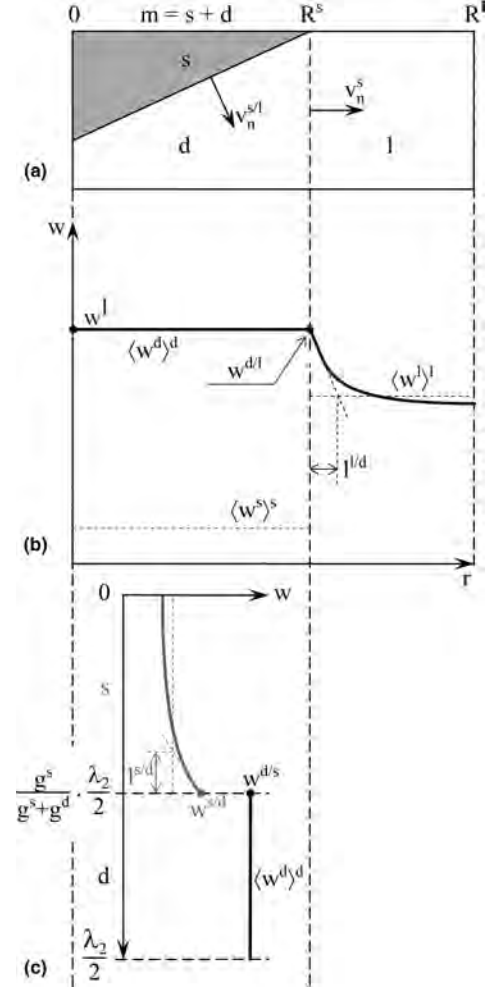 0 m = s + d R^s R^l
s
v_n^{s/l}
v_n^s
d l
(a)
w
w^l
⟨w^d⟩^d
w^{d/l}
⟨w^l⟩^l
l^{l/d}
⟨w^s⟩^s
(b)
r
0 w
s
l^{s/d}
g^s/(g^s+g^d) · λ_2/2
w^{s/d}
w^{d/s}
d
⟨w^d⟩^d
λ_2/2
(c)